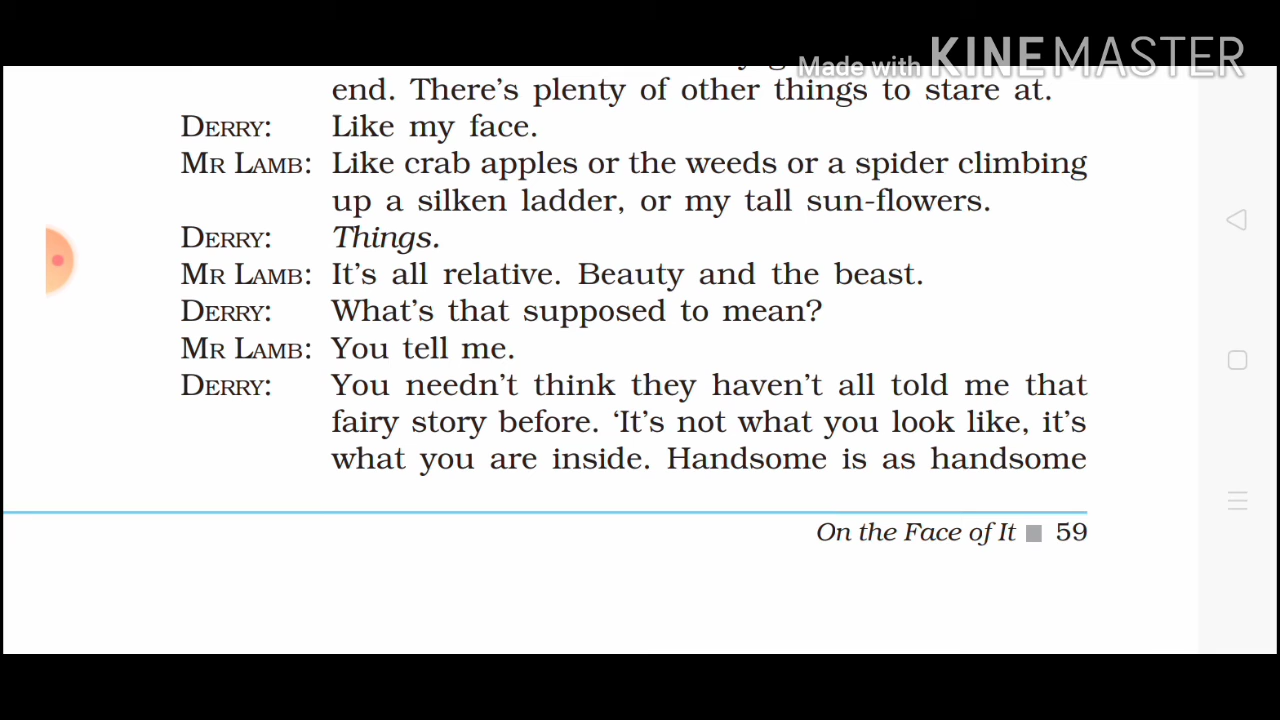 Made with KINEMASTER
end. There's plenty of other things to stare at.
DERRY: Like my face.
MR LAMB: Like crab apples or the weeds or a spider climbing
up a silken ladder, or my tall sun-flowers.
DERRY: Things.
MR LAMB: It's all relative. Beauty and the beast.
DERRY: What's that supposed to mean?
MR LAMB: You tell me.
DERRY: You needn't think they haven't all told me that
fairy story before. ‘It's not what you look like, it's
what you are inside. Handsome is as handsome
On the Face of It ■ 59